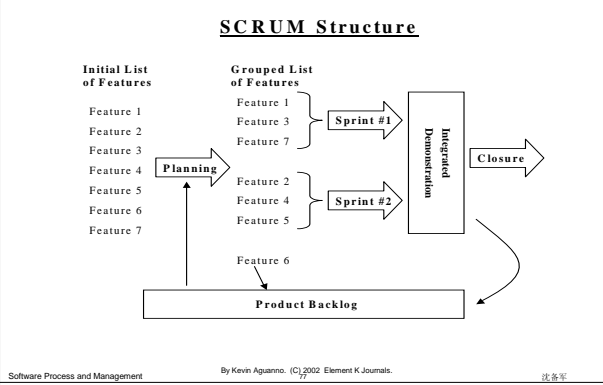 SCRUM Structure
Initial List
of Features
Feature 1
Feature 2
Feature 3
Feature 4
Feature 5
Feature 6
Feature 7
Planning
Grouped List
of Features
Feature 1
Feature 3
Feature 7
Feature 2
Feature 4
Feature 5
Feature 6
Sprint #1
Sprint #2
Integrated
Demonstration
Closure
Product Backlog
By Kevin Aguanno. (C) 2002 Element K Journals.
Software Process and Management
77
沈备军